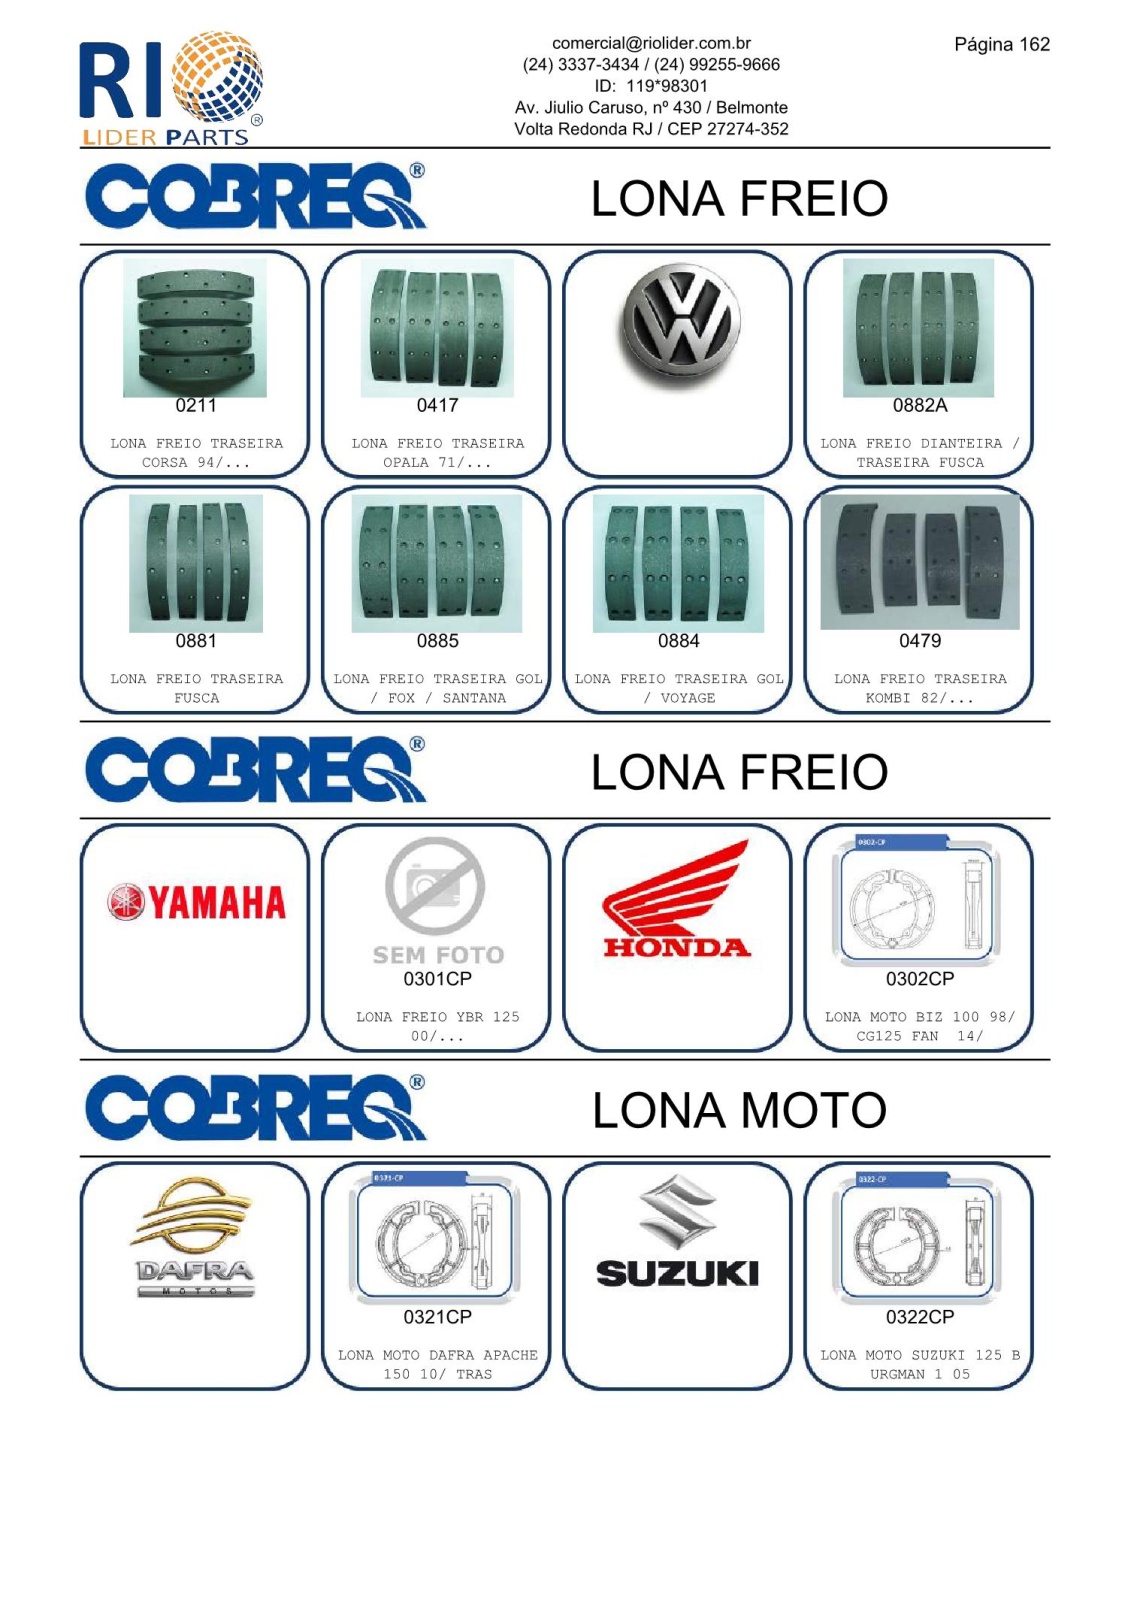 RIO
LIDER PARTS
comercial@riolider.com.br
(24) 3337-3434 / (24) 99255-9666
ID: 119*98301
Av. Jiulio Caruso, nº 430 / Belmonte
Volta Redonda RJ / CEP 27274-352
Página 162
COBREQ®
LONA FREIO
0211
LONA FREIO TRASEIRA
CORSA 94/...
0417
LONA FREIO TRASEIRA
OPALA 71/...
0882A
LONA FREIO DIANTEIRA /
TRASEIRA FUSCA
0881
LONA FREIO TRASEIRA
FUSCA
0885
LONA FREIO TRASEIRA GOL
/ FOX / SANTANA
0884
LONA FREIO TRASEIRA GOL
/ VOYAGE
0479
LONA FREIO TRASEIRA
KOMBI 82/...
COBREQ®
LONA FREIO
YAMAHA
SEM FOTO
0301CP
LONA FREIO YBR 125
00/...
HONDA
0302-CP
0302CP
LONA MOTO BIZ 100 98/
CG125 FAN 14/
COBREQ®
LONA MOTO
DAFRA
MOTOS
0321-CP
0321CP
LONA MOTO DAFRA APACHE
150 10/ TRAS
SUZUKI
0322-CP
0322CP
LONA MOTO SUZUKI 125 B
URGMAN 1 05